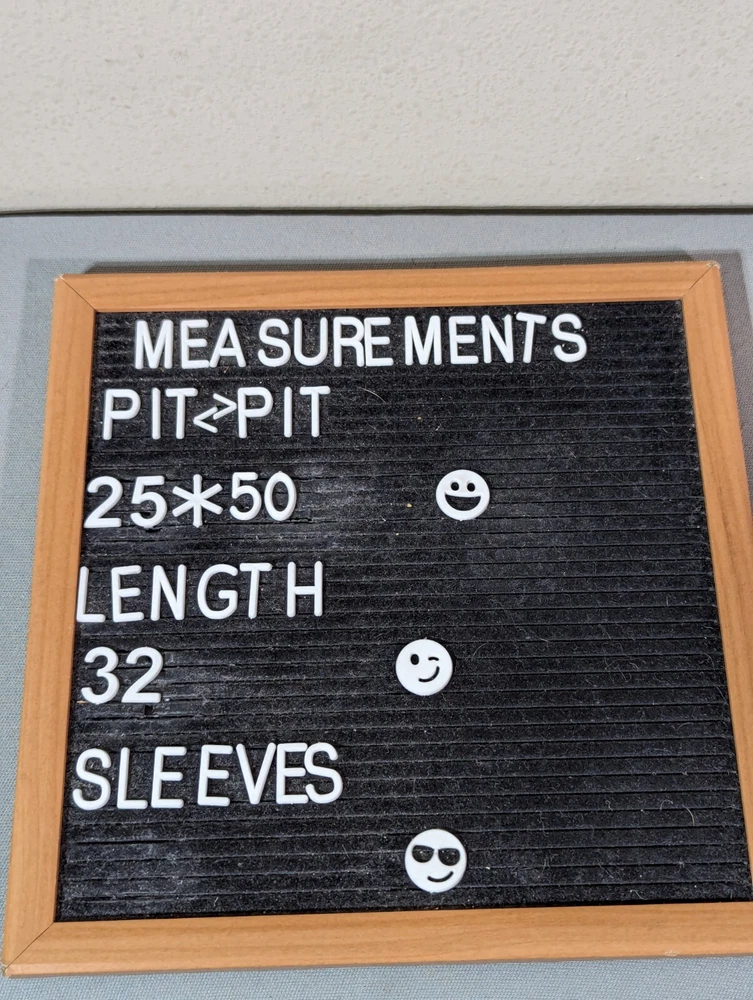 MEASUREMENTS
PIT<>PIT
25*50
LENGTH
32
SLEEVES